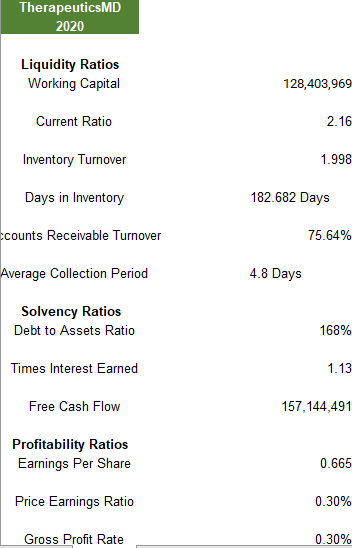 TherapeuticsMD
2020
Liquidity Ratios
Working Capital 128,403,969
Current Ratio 2.16
Inventory Turnover 1.998
Days in Inventory 182.682 Days
ccounts Receivable Turnover 75.64%
Average Collection Period 4.8 Days
Solvency Ratios
Debt to Assets Ratio 168%
Times Interest Earned 1.13
Free Cash Flow 157,144,491
Profitability Ratios
Earnings Per Share 0.665
Price Earnings Ratio 0.30%
Gross Profit Rate 0.30%